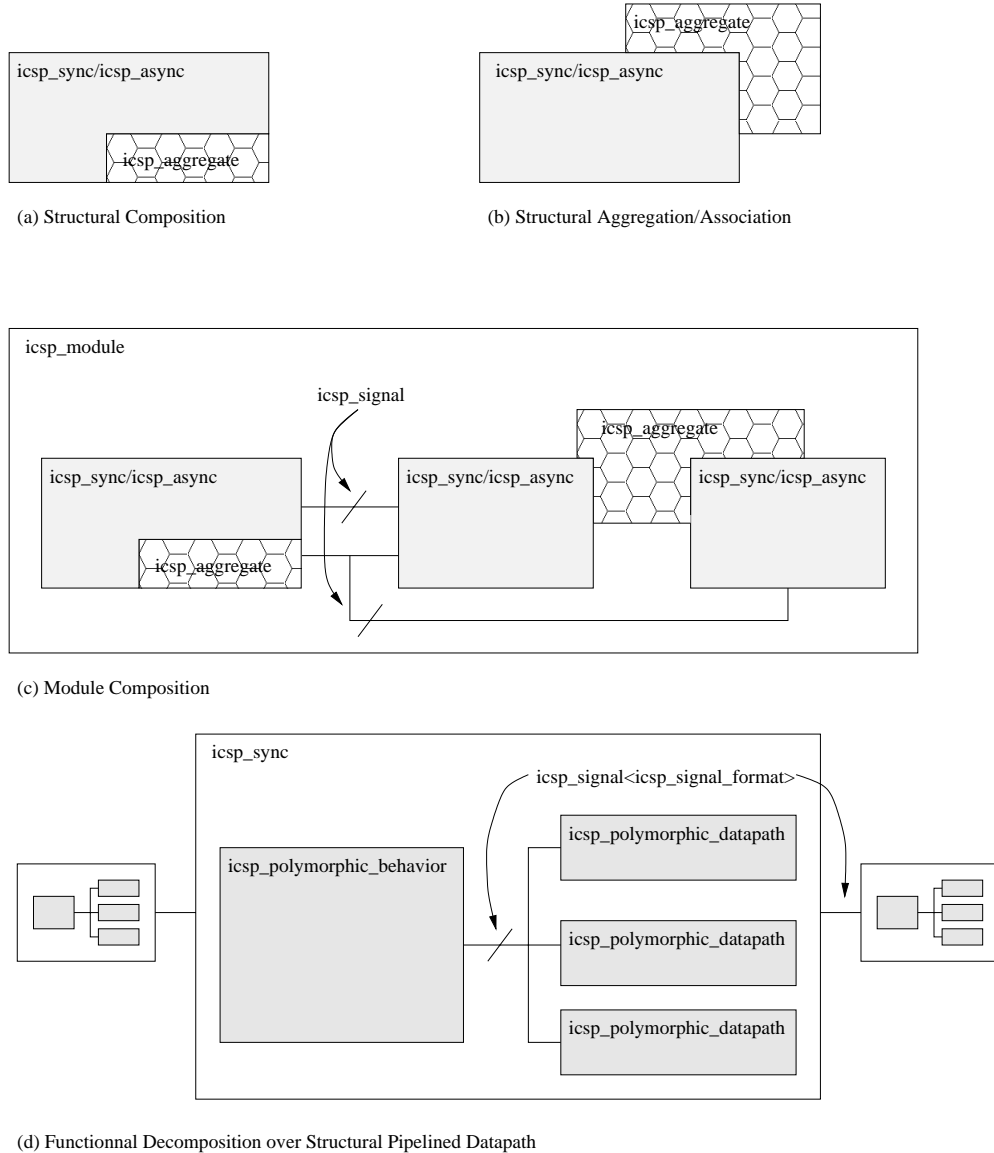 icsp_aggregate
icsp_sync/icsp_async
icsp_sync/icsp_async
icsp_aggregate
(a) Structural Composition
(b) Structural Aggregation/Association
icsp_module
icsp_signal
icsp_aggregate
icsp_sync/icsp_async
icsp_sync/icsp_async
icsp_sync/icsp_async
icsp_aggregate
(c) Module Composition
icsp_sync
icsp_signal<icsp_signal_format>
icsp_polymorphic_datapath
icsp_polymorphic_behavior
icsp_polymorphic_datapath
icsp_polymorphic_datapath
(d) Functionnal Decomposition over Structural Pipelined Datapath